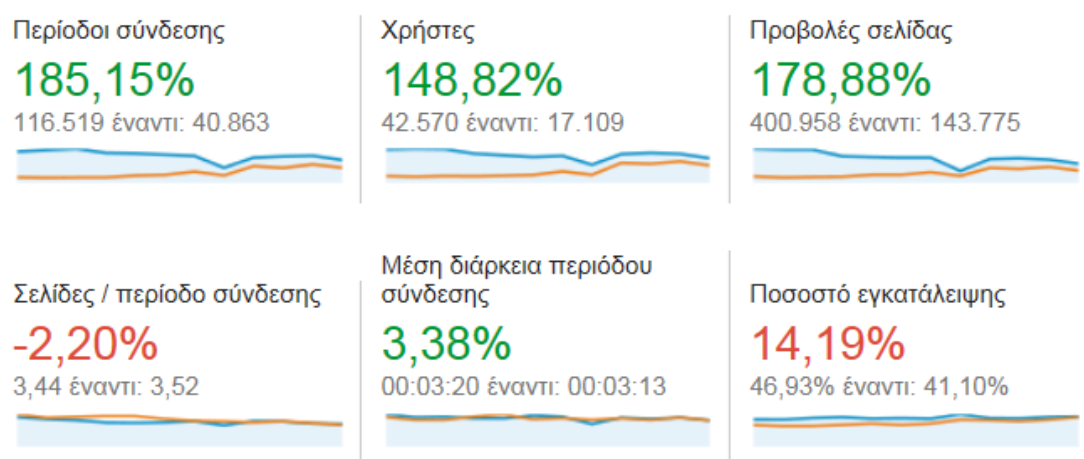 Περίοδοι σύνδεσης
185,15%
116.519 έναντι: 40.863
Χρήστες
148,82%
42.570 έναντι: 17.109
Προβολές σελίδας
178,88%
400.958 έναντι: 143.775
Σελίδες / περίοδο σύνδεσης
-2,20%
3,44 έναντι: 3,52
Μέση διάρκεια περιόδου
σύνδεσης
3,38%
00:03:20 έναντι: 00:03:13
Ποσοστό εγκατάλειψης
14,19%
46,93% έναντι: 41,10%